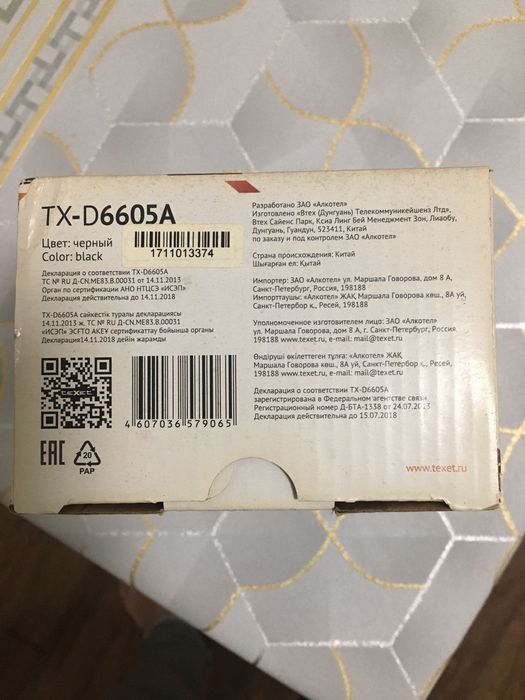 TX-D6605A
Цвет: черный
Color: black
1711013374
Декларация о соответствии TX-D6605A
ТС № RU Д-CN.МЕ83.В.00031 от 14.11.2013
Орган по сертификации АНО НТЦСЭ «ИСЭП»
Декларация действительна до 14.11.2018
TX-D6605A сәйкестік туралы декларациясы
14.11.2013 ж. ТС № RU Д-CN.МЕ83.В.00031
«ИСЭП» ЭСҒТО АКЕҰ сертификаттау бойынша органы
Декларация14.11.2018 дейін жарамды
teXet
4 607036 579065
EAC
20
PAP
Разработано ЗАО «Алкотел»
Изготовлено «Втех (Дунгуань) Телекоммуникейшенз Лтд»,
Втех Сайенс Парк, Ксиа Линг Бей Менеджмент Зон, Лиаобу,
Дунгуань, Гуандун, 523411, Китай
по заказу и под контролем ЗАО «Алкотел»
Страна происхождения: Китай
Шығарылған ел: Қытай
Импортер: ЗАО «Алкотел» ул. Маршала Говорова, дом 8 А,
Санкт-Петербург, Россия, 198188
Импорттаушы: «Алкотел» ЖАҚ Маршала Говорова көш., 8А үй,
Санкт-Петербор қ., Ресей, 198188
Уполномоченное изготовителем лицо: ЗАО «Алкотел»
ул. Маршала Говорова, дом 8 А, г. Санкт-Петербург, Россия,
198188 www.texet.ru, e-mail: mail@texet.ru
Өндіруші өкілеттеген тұлға: «Алкотел» ЖАҚ
Маршала Говорова көш., 8А үй, Санкт-Петербор қ., Ресей,
198188 www.texet.ru, e-mail: mail@texet.ru
Декларация о соответствии TX-D6605A
зарегистрирована в Федеральном агентстве связи
Регистрационный номер Д-БТА-1338 от 24.07.2013
Декларация действительна до 15.07.2018
www.texet.ru